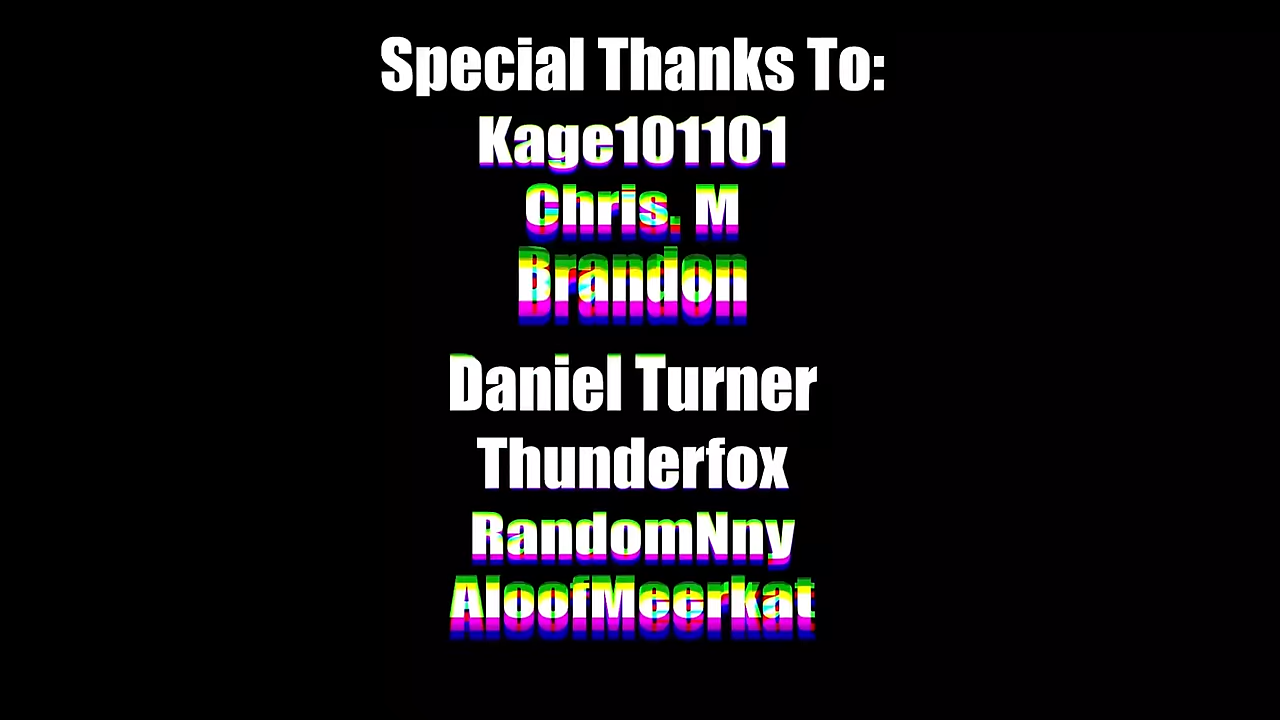 Special Thanks To:
Kage101101
Chris. M
Brandon
Daniel Turner
Thunderfox
RandomNny
AloofMeerkat